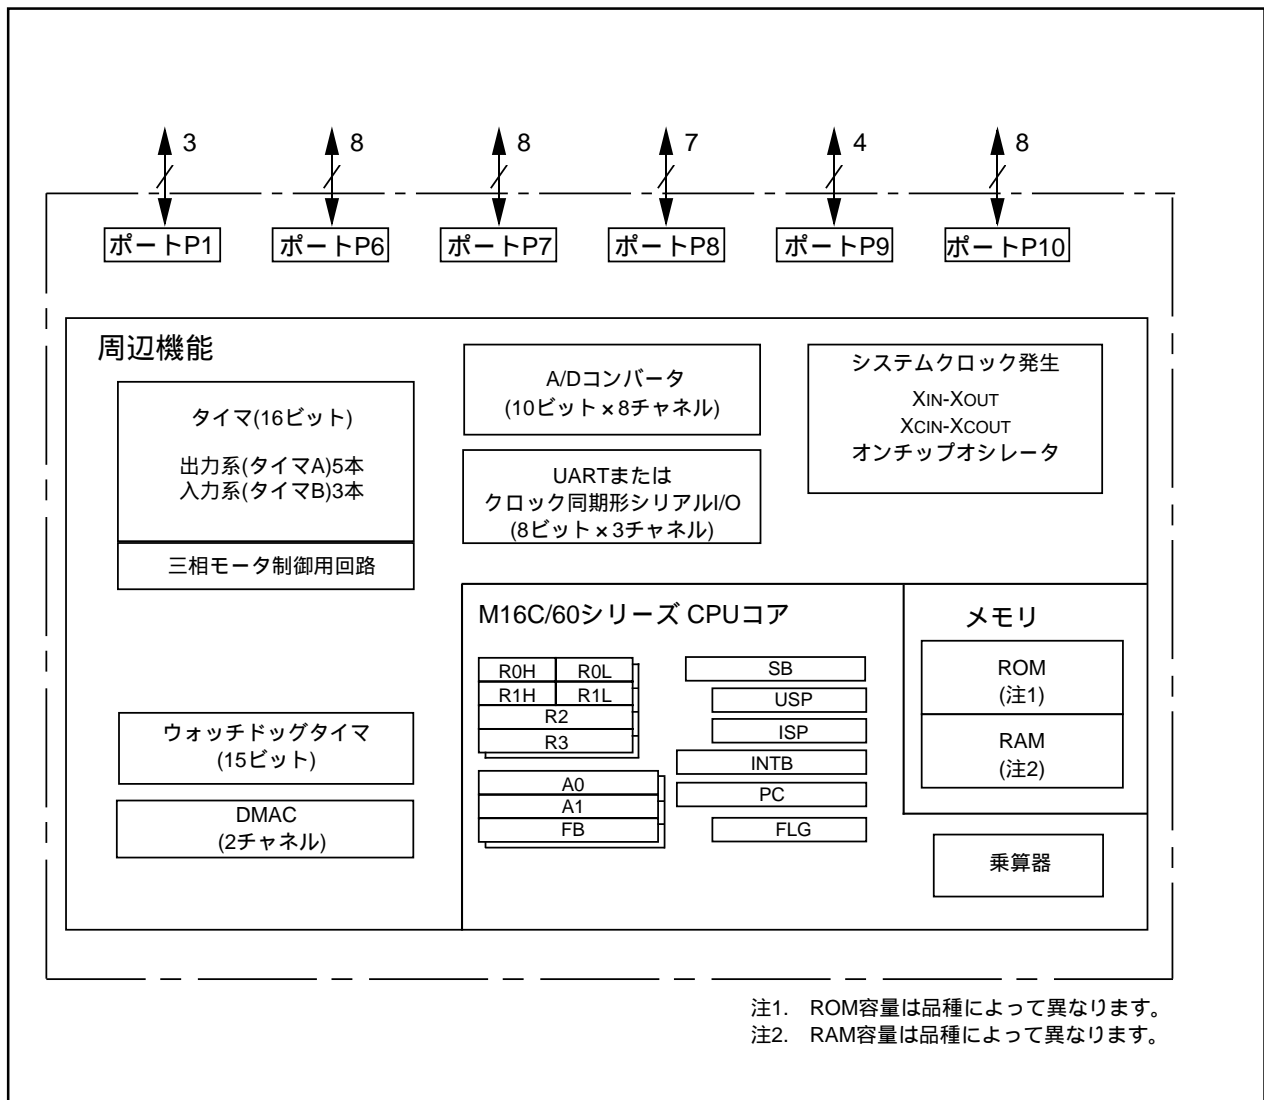 3
8
8
7
4
8
ポートP1
ポートP6
ポートP7
ポートP8
ポートP9
ポートP10
周辺機能
タイマ(16ビット)
出力系(タイマA)5本
入力系(タイマB)3本
三相モータ制御用回路
ウォッチドッグタイマ
(15ビット)
DMAC
(2チャネル)
A/Dコンバータ
(10ビット×8チャネル)
UARTまたは
クロック同期形シリアルI/O
(8ビット×3チャネル)
システムクロック発生
XIN-XOUT
XCIN-XCOUT
オンチップオシレータ
M16C/60シリーズ CPUコア
R0H R0L
R1H R1L
R2
R3
A0
A1
FB
SB
USP
ISP
INTB
PC
FLG
メモリ
ROM
(注1)
RAM
(注2)
乗算器
注1. ROM容量は品種によって異なります。
注2. RAM容量は品種によって異なります。